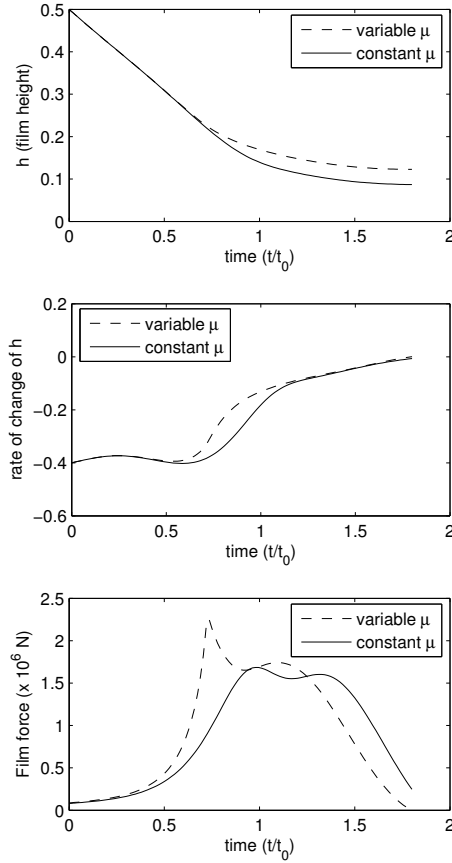 0.5
0.4
0.3
0.2
0.1
0
h (film height)
variable μ
constant μ
0 0.5 1 1.5 2
time (t/t0)
0.2
0
−0.2
−0.4
−0.6
rate of change of h
variable μ
constant μ
0 0.5 1 1.5 2
time (t/t0)
2.5
2
1.5
1
0.5
0
Film force (x 10^6 N)
variable μ
constant μ
0 0.5 1 1.5 2
time (t/t0)